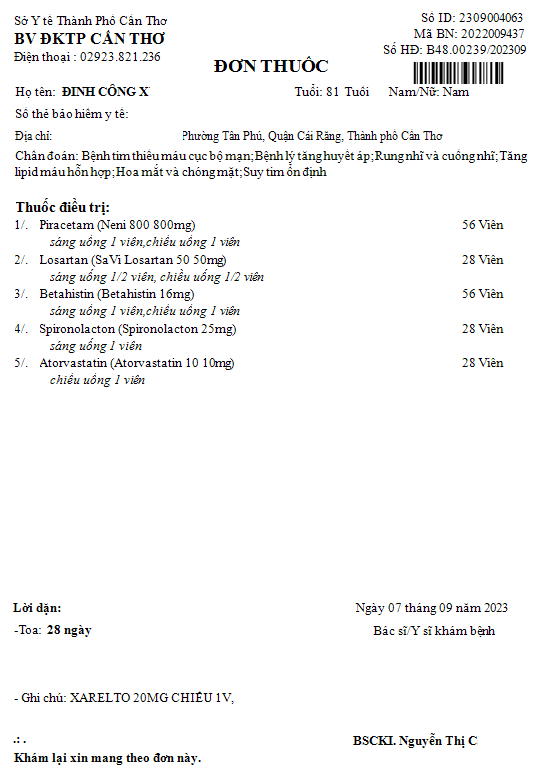 Sở Y tế Thành Phố Cần Thơ
BV ĐKTP CẦN THƠ
Điện thoại : 02923.821.236
Số ID: 2309004063
Mã BN: 2022009437
Số HĐ: B48.00239/202309
ĐƠN THUỐC
Họ tên: ĐINH CÔNG X
Tuổi: 81 Tuổi Nam/Nữ: Nam
Số thẻ bảo hiểm y tế:
Địa chỉ: Phường Tân Phú, Quận Cái Răng, Thành phố Cần Thơ
Chẩn đoán: Bệnh tim thiếu máu cục bộ mạn;Bệnh lý tăng huyết áp;Rung nhĩ và cuồng nhĩ;Tăng
lipid máu hỗn hợp;Hoa mắt và chóng mặt;Suy tim ổn định
Thuốc điều trị:
1/. Piracetam (Neni 800 800mg) 56 Viên
sáng uống 1 viên,chiều uống 1 viên
2/. Losartan (SaVi Losartan 50 50mg) 28 Viên
sáng uống 1/2 viên, chiều uống 1/2 viên
3/. Betahistin (Betahistin 16mg) 56 Viên
sáng uống 1 viên,chiều uống 1 viên
4/. Spironolacton (Spironolacton 25mg) 28 Viên
sáng uống 1 viên
5/. Atorvastatin (Atorvastatin 10 10mg) 28 Viên
chiều uống 1 viên
Lời dặn:
-Toa: 28 ngày
Ngày 07 tháng 09 năm 2023
Bác sĩ/Y sĩ khám bệnh
- Ghi chú: XARELTO 20MG CHIỀU 1V,
.: .
BSCKI. Nguyễn Thị C
Khám lại xin mang theo đơn này.